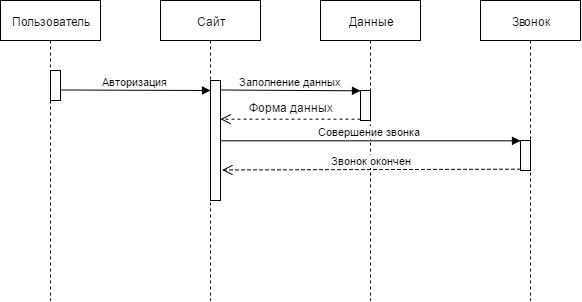 Пользователь
Сайт
Данные
Звонок
Авторизация
Заполнение данных
Форма данных
Совершение звонка
Звонок окончен